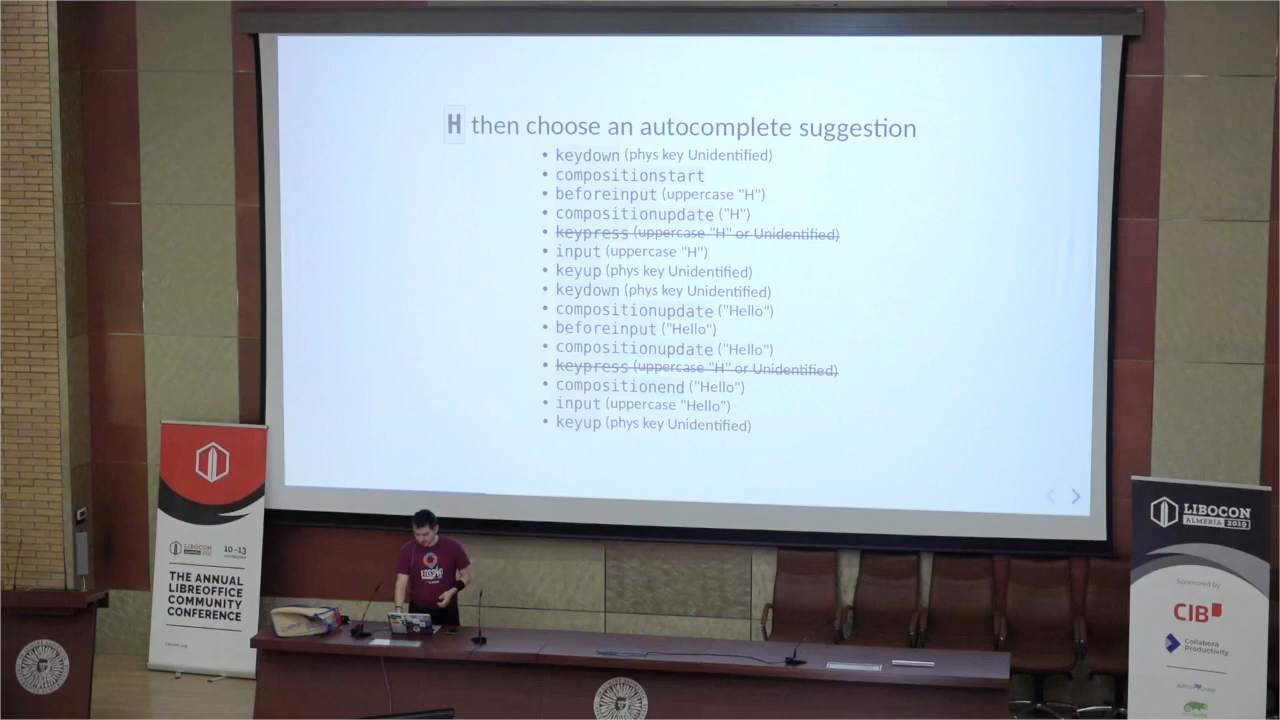 H then choose an autocomplete suggestion
• keydown (phys key Unidentified)
• compositionstart
• beforeinput (uppercase "H")
• compositionupdate ("H")
• keypress (uppercase "H" or Unidentified)
• input (uppercase "H")
• keyup (phys key Unidentified)
• keydown (phys key Unidentified)
• compositionupdate ("Hello")
• beforeinput ("Hello")
• compositionupdate ("Hello")
• keypress (uppercase "H" or Unidentified)
• compositionend ("Hello")
• input (uppercase "Hello")
• keyup (phys key Unidentified)
LIBOCON
10-13
THE ANNUAL
LIBREOFFICE
COMMUNITY
CONFERENCE
LIBOCON
ALMERÍA 2019
Sponsored by
CIB
Collabora
Productivity